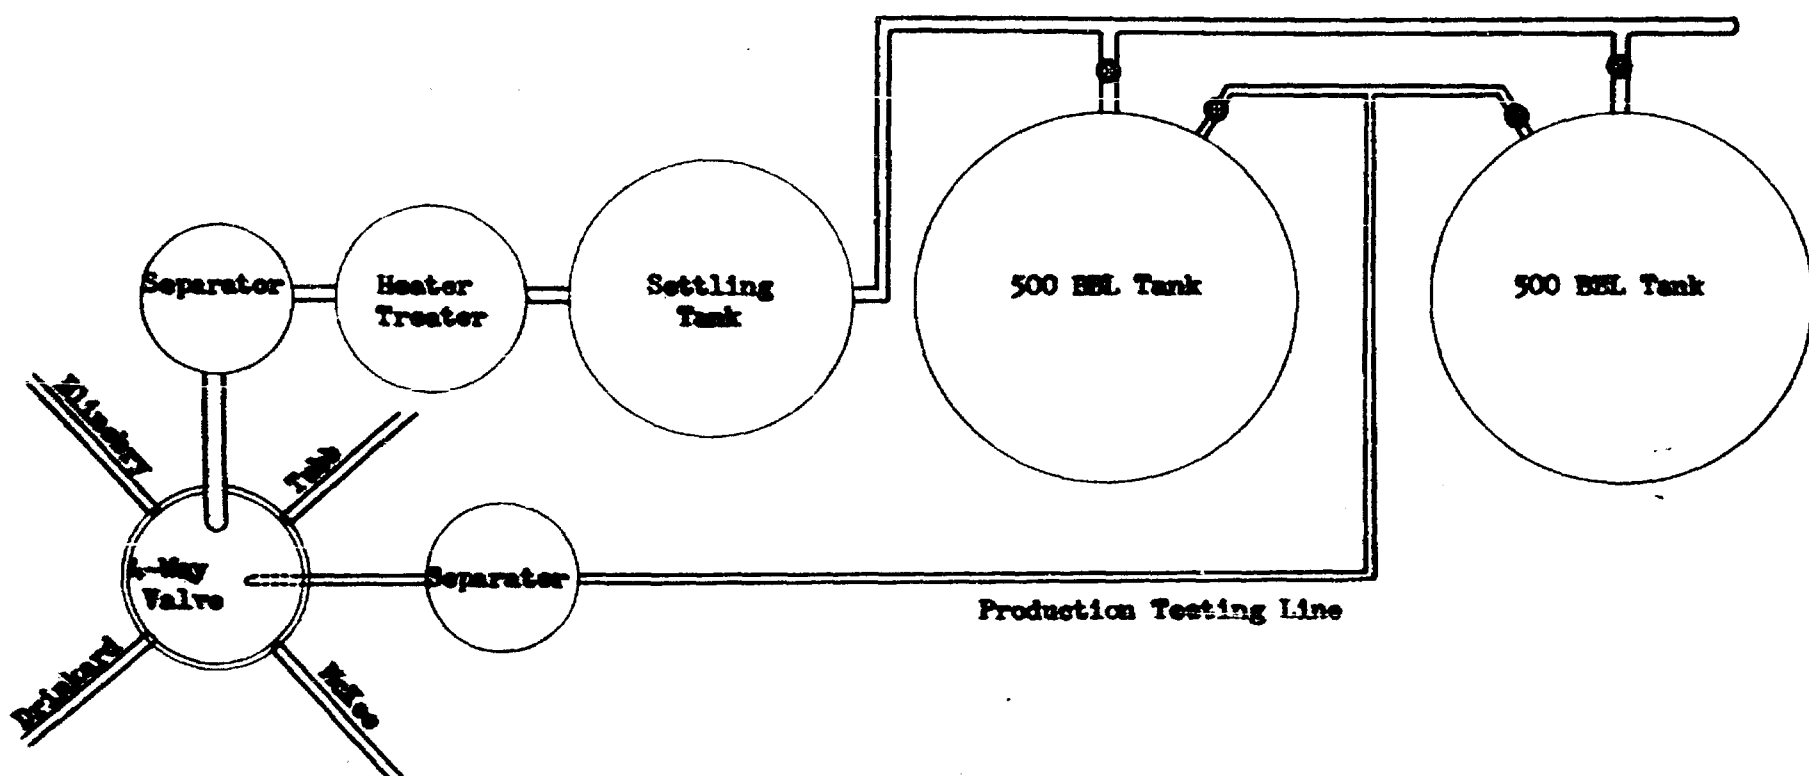 Separator
Heater
Treater
Settling
Tank
500 BBL Tank
500 BBL Tank
Blinebry
Tubb
4-Way
Valve
Separator
Production Testing Line
Drinkard
McKee